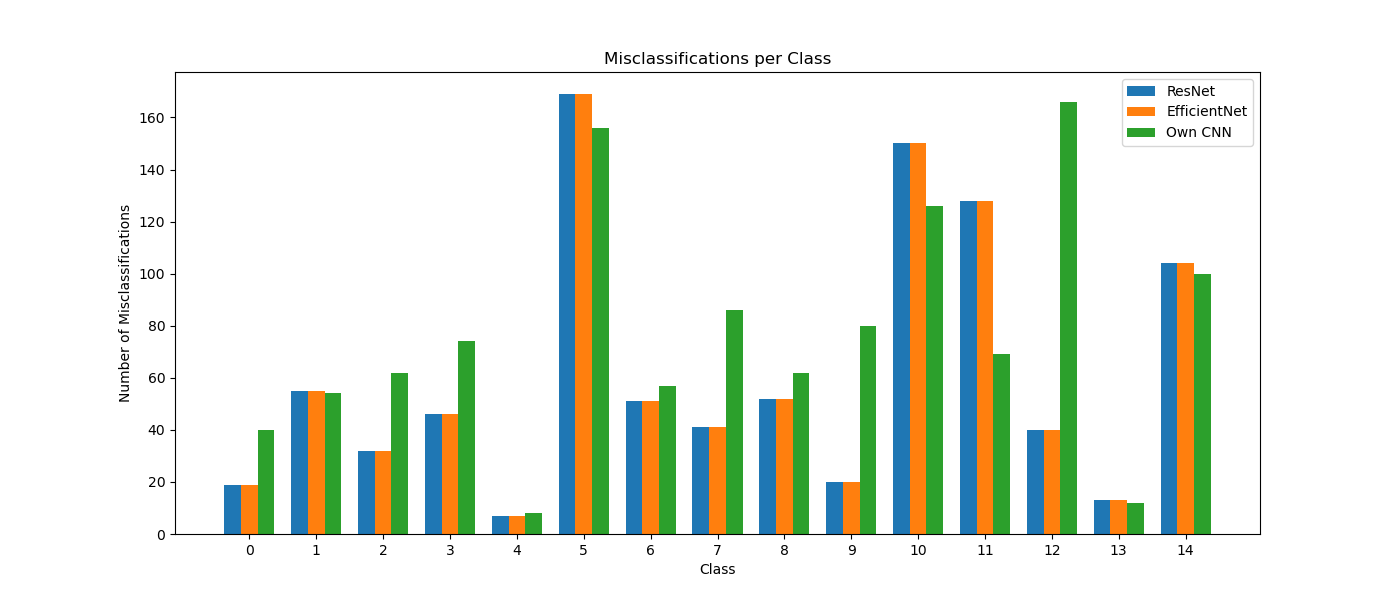 Misclassifications per Class
ResNet
EfficientNet
Own CNN
Number of Misclassifications
160
140
120
100
80
60
40
20
0
0 1 2 3 4 5 6 7 8 9 10 11 12 13 14
Class